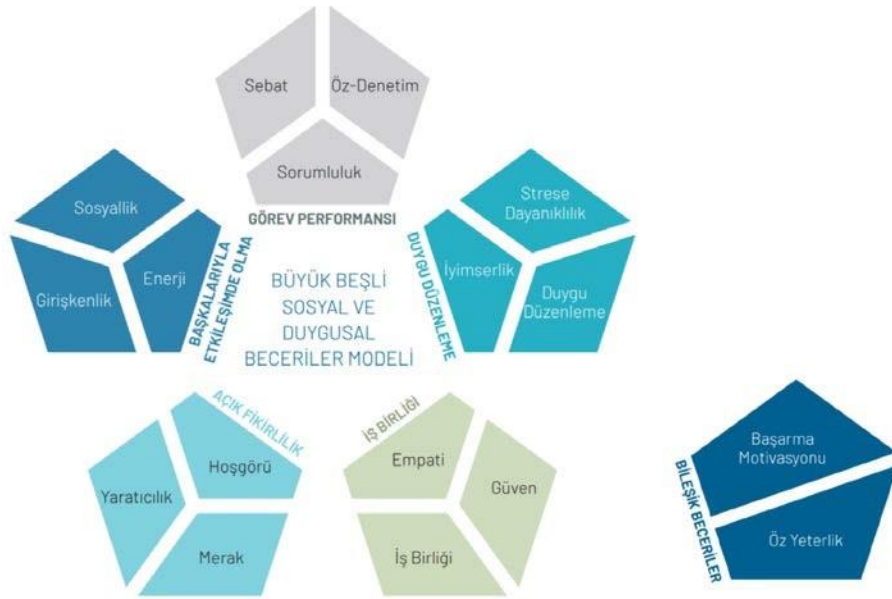 Sebat
Öz-Denetim
Sorumluluk
GÖREV PERFORMANSI
Sosyallik
Girişkenlik
Enerji
BAŞKALARIYLA
ETKİLEŞİMDE OLMA
Strese
Dayanıklılık
İyimserlik
Duygu
Düzenleme
DUYGU DÜZENLEME
BÜYÜK BEŞLİ
SOSYAL VE
DUYGUSAL
BECERİLER MODELİ
AÇIK FİKİRLİLİK
Hoşgörü
Yaratıcılık
Merak
İŞ BİRLİĞİ
Empati
Güven
İş Birliği
Başarma
Motivasyonu
Öz Yeterlik
BİLEŞİK BECERİLER